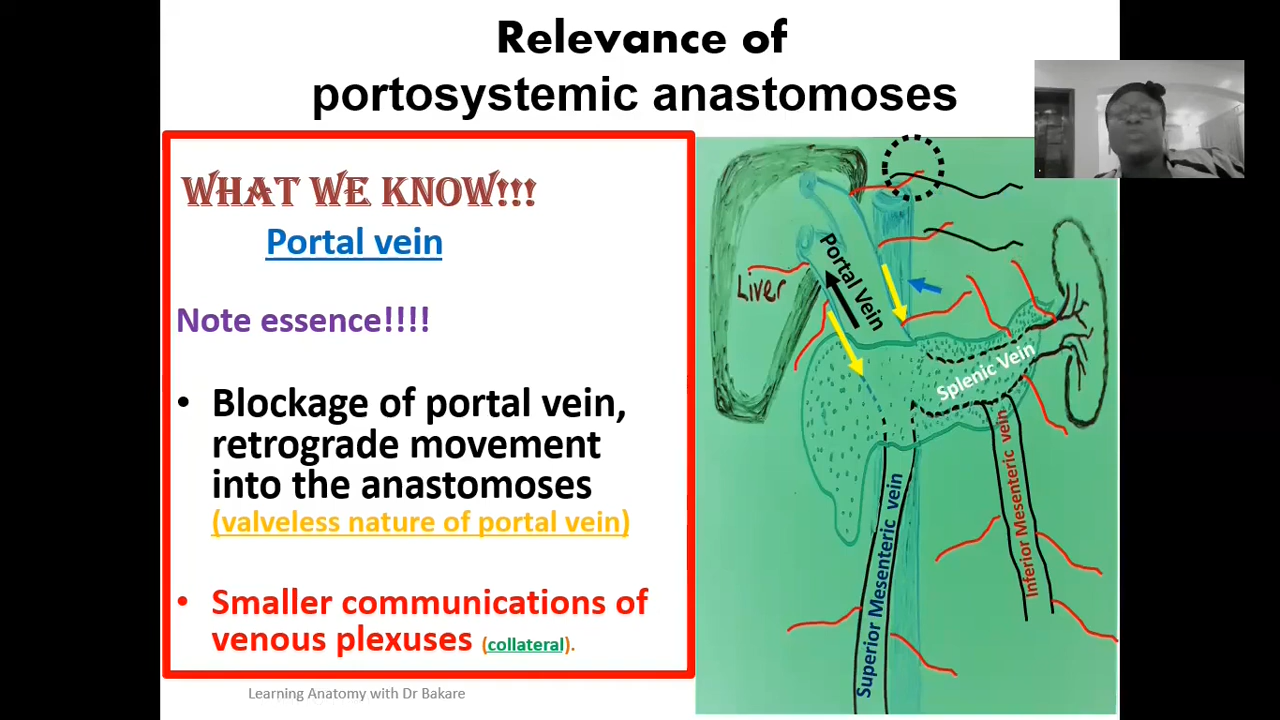 Relevance of
portosystemic anastomoses
WHAT WE KNOW!!!
Portal vein
Note essence!!!!
• Blockage of portal vein,
retrograde movement
into the anastomoses
(valveless nature of portal vein)
• Smaller communications of
venous plexuses (collateral).
Learning Anatomy with Dr Bakare
Liver
Portal Vein
Splenic Vein
Superior Mesenteric vein
Inferior Mesenteric vein